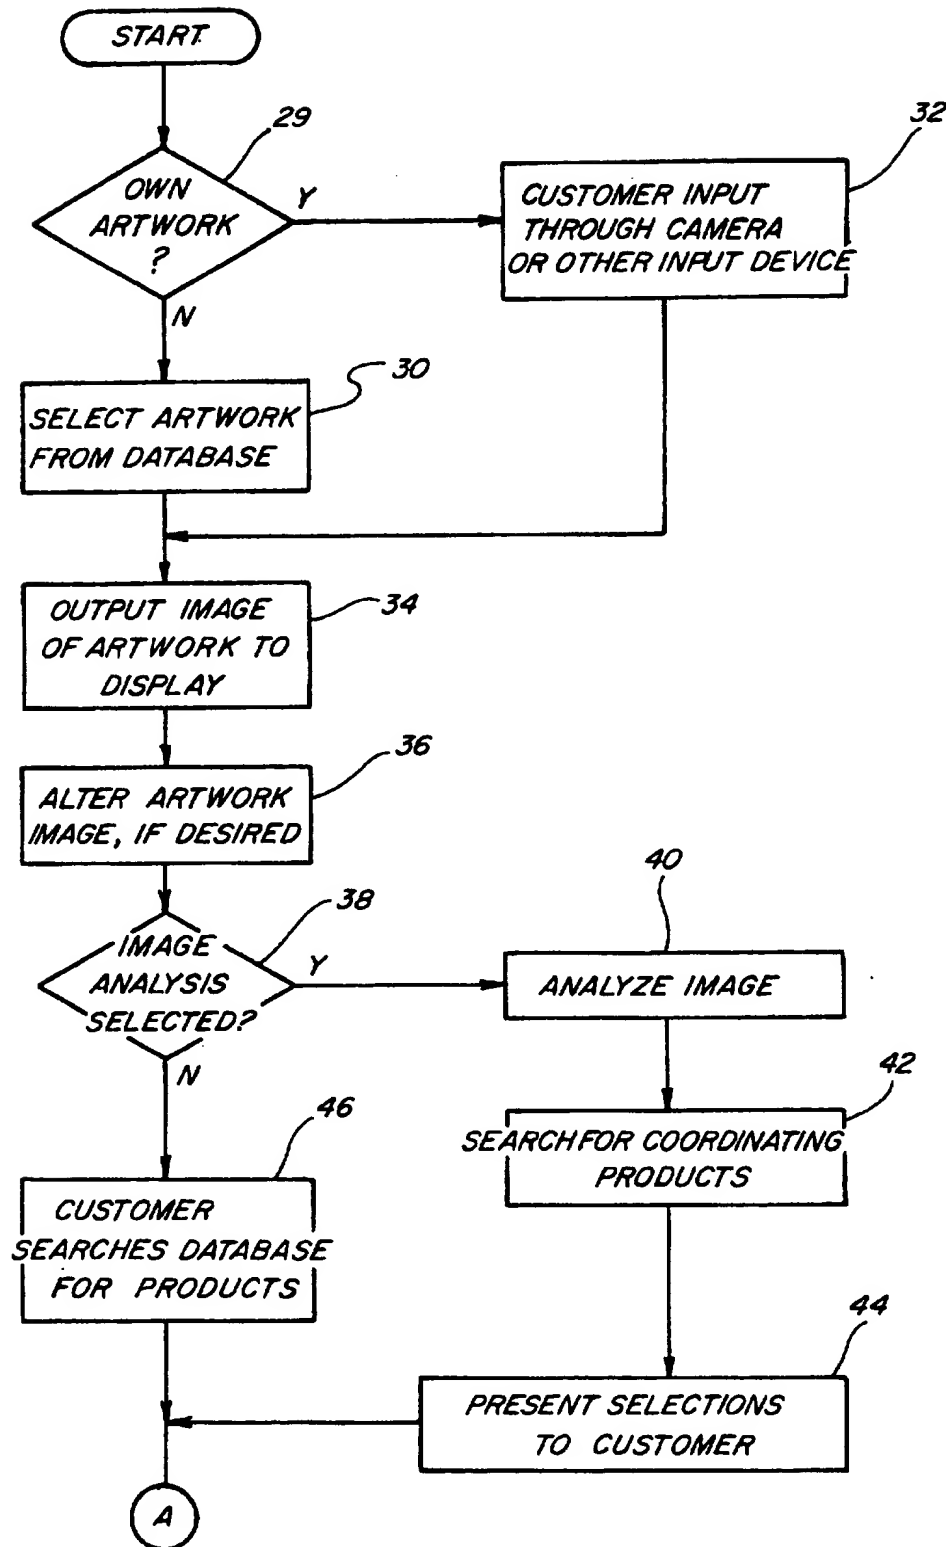 START
29
OWN
ARTWORK
?
Y
N
32
CUSTOMER INPUT
THROUGH CAMERA
OR OTHER INPUT DEVICE
30
SELECT ARTWORK
FROM DATABASE
34
OUTPUT IMAGE
OF ARTWORK TO
DISPLAY
36
ALTER ARTWORK
IMAGE, IF DESIRED
38
IMAGE
ANALYSIS
SELECTED?
Y
N
40
ANALYZE IMAGE
42
SEARCH FOR COORDINATING
PRODUCTS
46
CUSTOMER
SEARCHES DATABASE
FOR PRODUCTS
44
PRESENT SELECTIONS
TO CUSTOMER
A